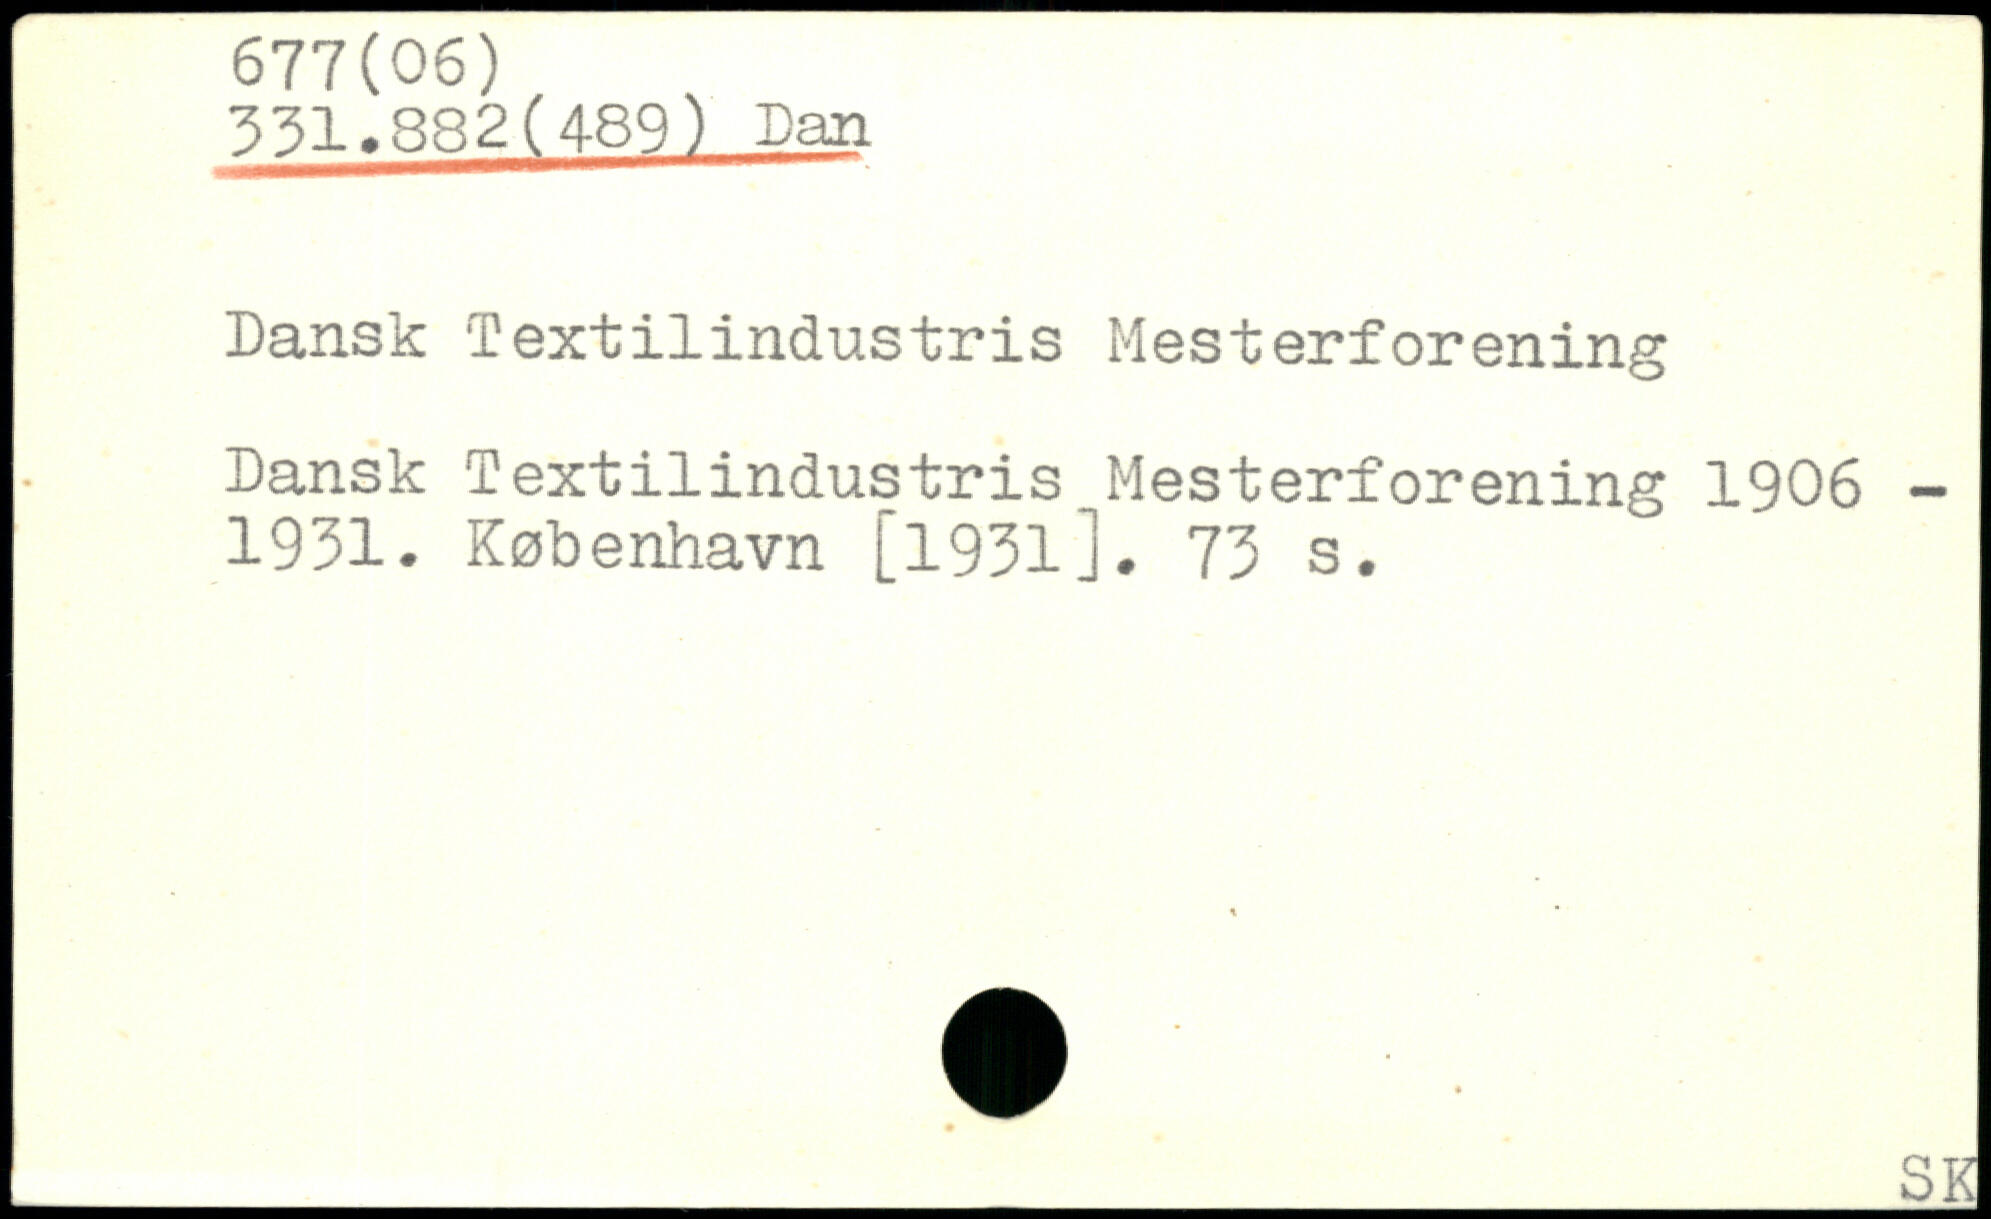 677(06)
331.882(489) Dan
Dansk Textilindustris Mesterforening
Dansk Textilindustris Mesterforening 1906 -
1931. København [1931]. 73 s.
SK